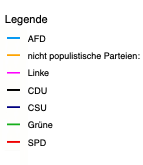 Legende
AFD
nicht populistische Parteien:
Linke
CDU
CSU
Grüne
SPD